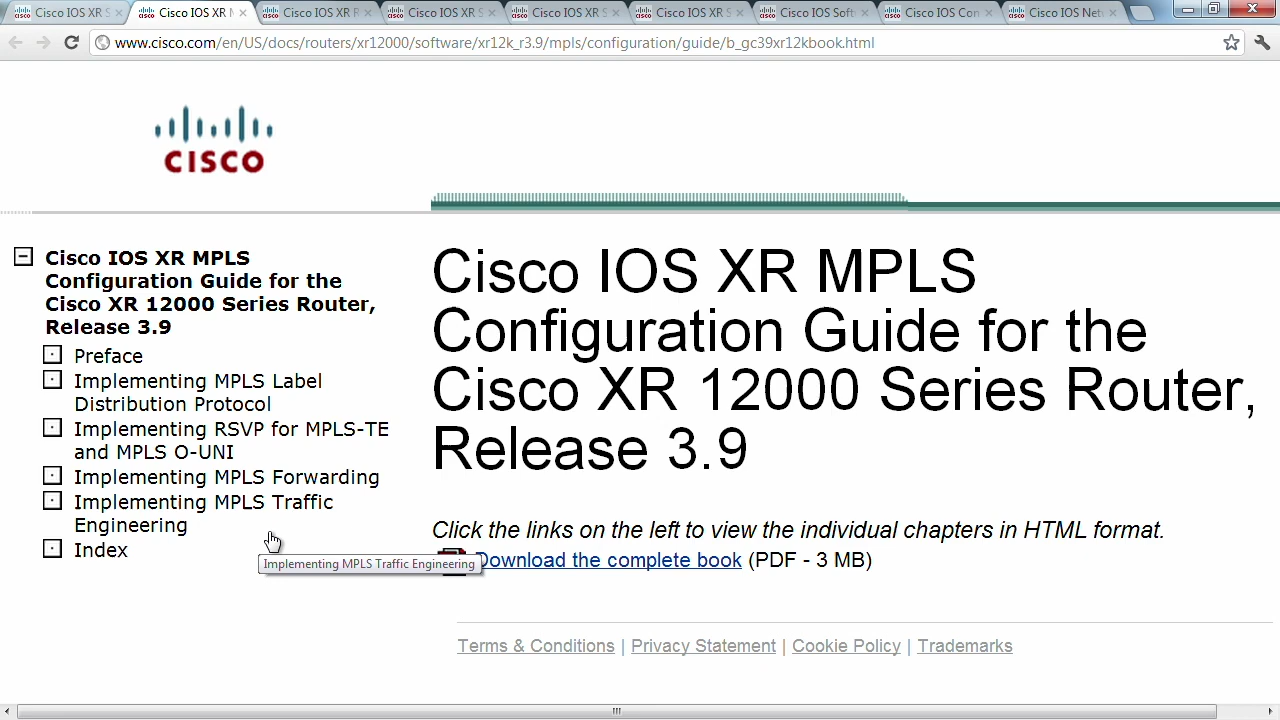 Cisco IOS XR S
Cisco IOS XR M
Cisco IOS XR R
Cisco IOS XR S
Cisco IOS XR S
Cisco IOS XR S
Cisco IOS Soft
Cisco IOS Con
Cisco IOS Net
www.cisco.com/en/US/docs/routers/xr12000/software/xr12k_r3.9/mpls/configuration/guide/b_gc39xr12kbook.html
CISCO
Cisco IOS XR MPLS
Configuration Guide for the
Cisco XR 12000 Series Router,
Release 3.9
Preface
Implementing MPLS Label
Distribution Protocol
Implementing RSVP for MPLS-TE
and MPLS O-UNI
Implementing MPLS Forwarding
Implementing MPLS Traffic
Engineering
Index
Implementing MPLS Traffic Engineering
Cisco IOS XR MPLS
Configuration Guide for the
Cisco XR 12000 Series Router,
Release 3.9
Click the links on the left to view the individual chapters in HTML format.
Download the complete book (PDF - 3 MB)
Terms & Conditions | Privacy Statement | Cookie Policy | Trademarks